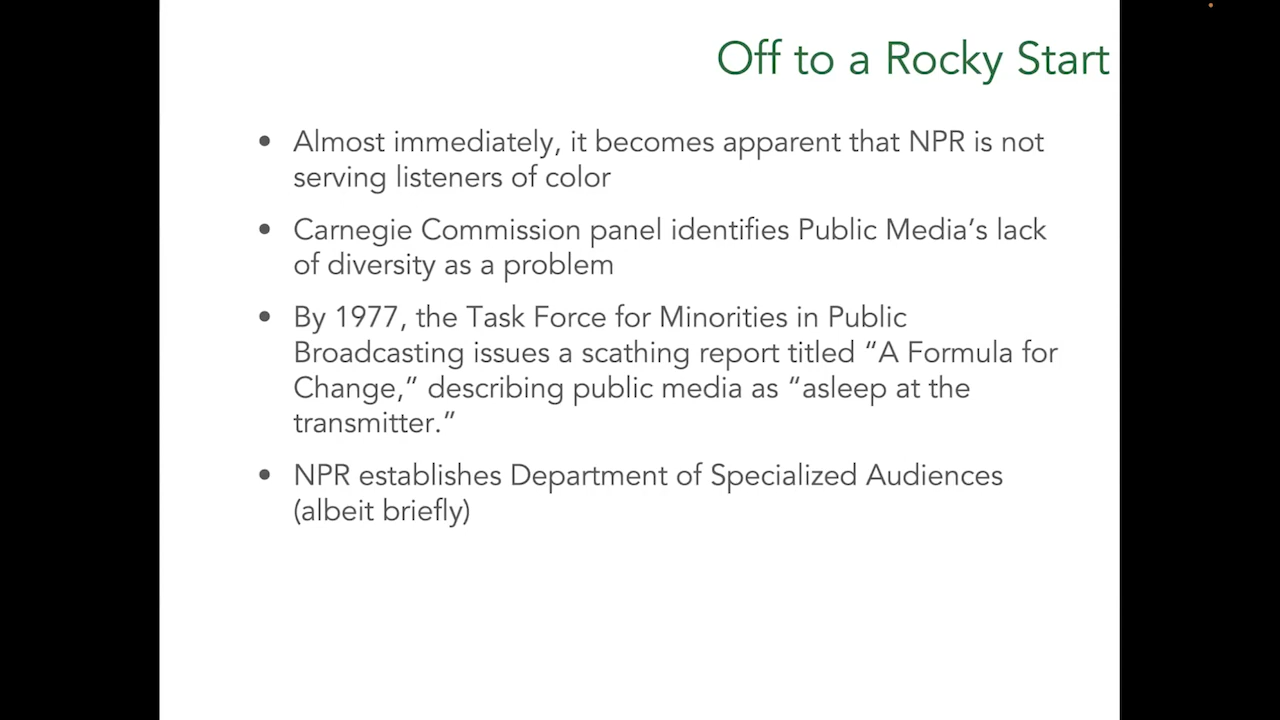 Off to a Rocky Start
• Almost immediately, it becomes apparent that NPR is not
serving listeners of color
• Carnegie Commission panel identifies Public Media’s lack
of diversity as a problem
• By 1977, the Task Force for Minorities in Public
Broadcasting issues a scathing report titled “A Formula for
Change,” describing public media as “asleep at the
transmitter.”
• NPR establishes Department of Specialized Audiences
(albeit briefly)